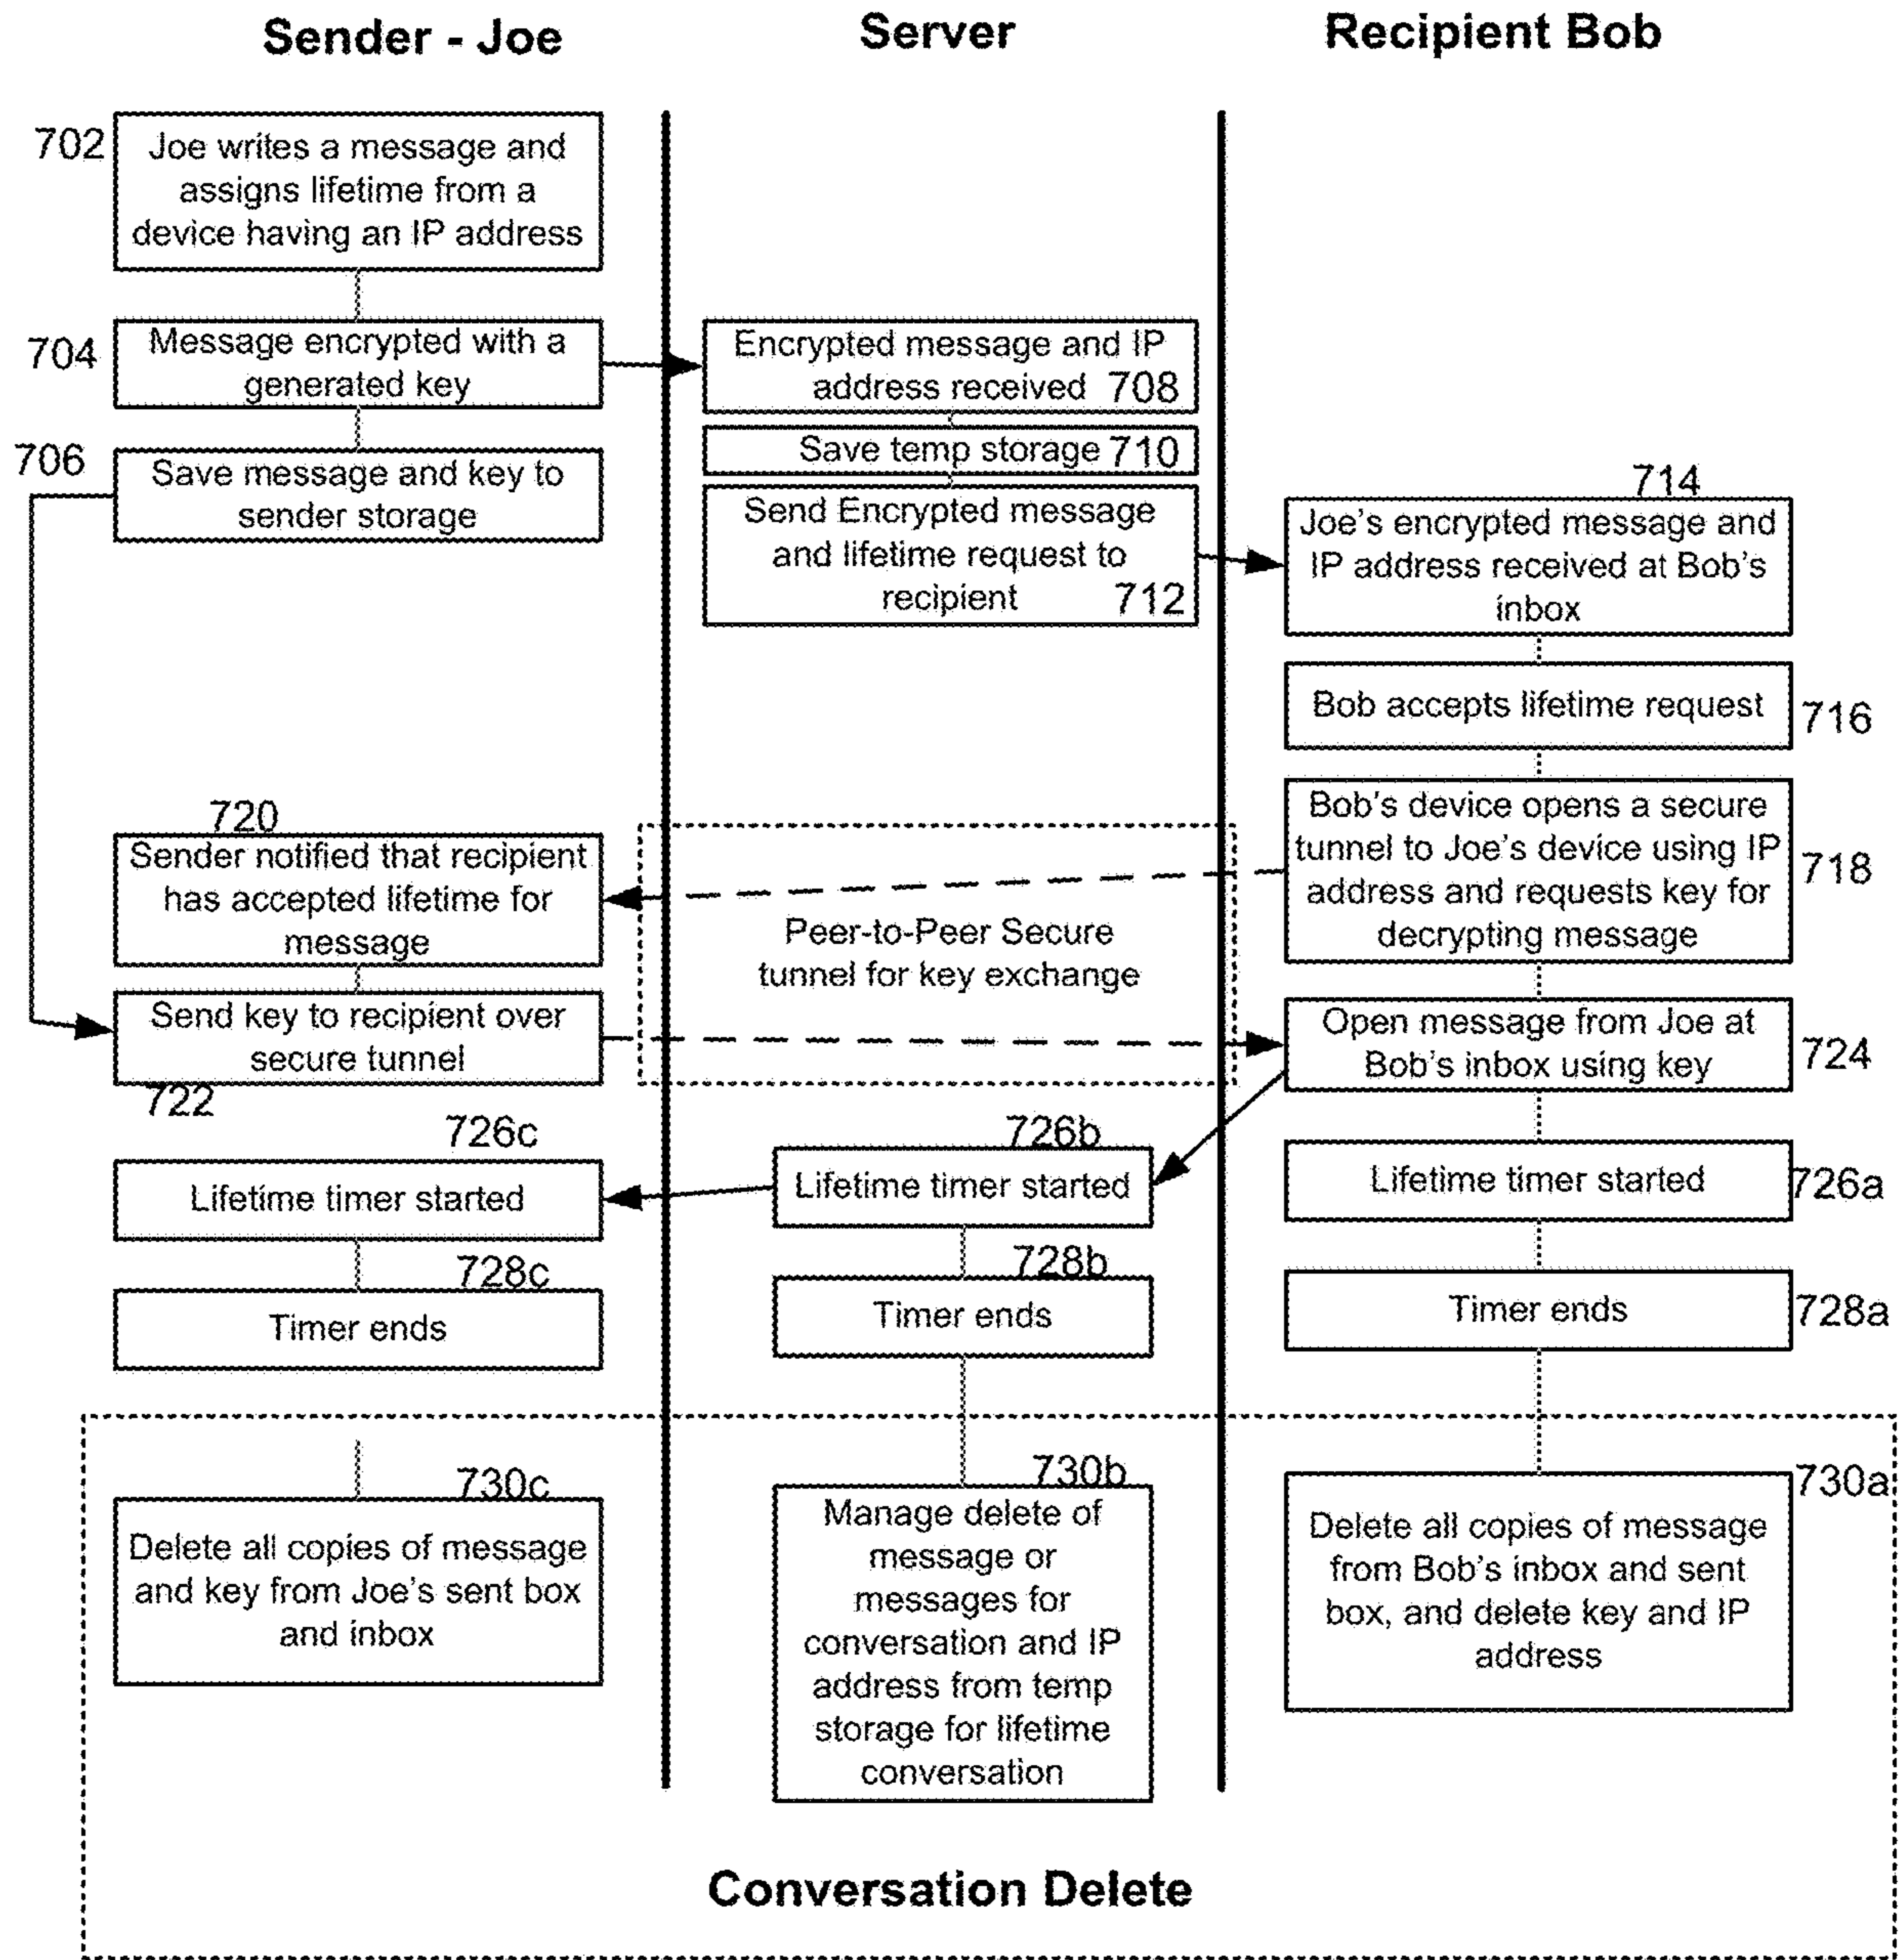 Sender - Joe
Server
Recipient Bob
702
Joe writes a message and
assigns lifetime from a
device having an IP address
704
Message encrypted with a
generated key
Encrypted message and IP
address received 708
706
Save message and key to
sender storage
Save temp storage 710
Send Encrypted message
and lifetime request to
recipient 712
714
Joe's encrypted message and
IP address received at Bob's
inbox
Bob accepts lifetime request
716
Bob's device opens a secure
tunnel to Joe's device using IP
address and requests key for
decrypting message
718
720
Sender notified that recipient
has accepted lifetime for
message
Peer-to-Peer Secure
tunnel for key exchange
Send key to recipient over
secure tunnel
722
Open message from Joe at
Bob's inbox using key
724
726c
Lifetime timer started
726b
Lifetime timer started
Lifetime timer started
726a
728c
Timer ends
728b
Timer ends
Timer ends
728a
730c
Delete all copies of message
and key from Joe's sent box
and inbox
730b
Manage delete of
message or
messages for
conversation and IP
address from temp
storage for lifetime
conversation
730a
Delete all copies of message
from Bob's inbox and sent
box, and delete key and IP
address
Conversation Delete